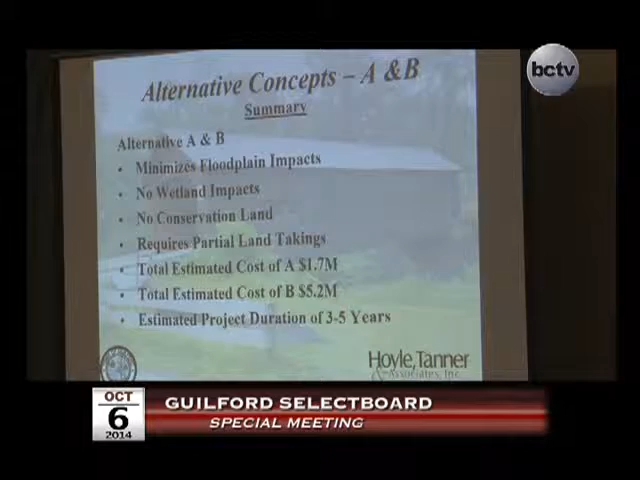 Alternative Concepts – A & B
Summary
bctv
Alternative A & B
• Minimizes Floodplain Impacts
• No Wetland Impacts
• No Conservation Land
• Requires Partial Land Takings
• Total Estimated Cost of A $1.7M
• Total Estimated Cost of B $5.2M
• Estimated Project Duration of 3-5 Years
Hoyle, Tanner
& Associates, Inc.
OCT
6
2014
GUILFORD SELECTBOARD
SPECIAL MEETING